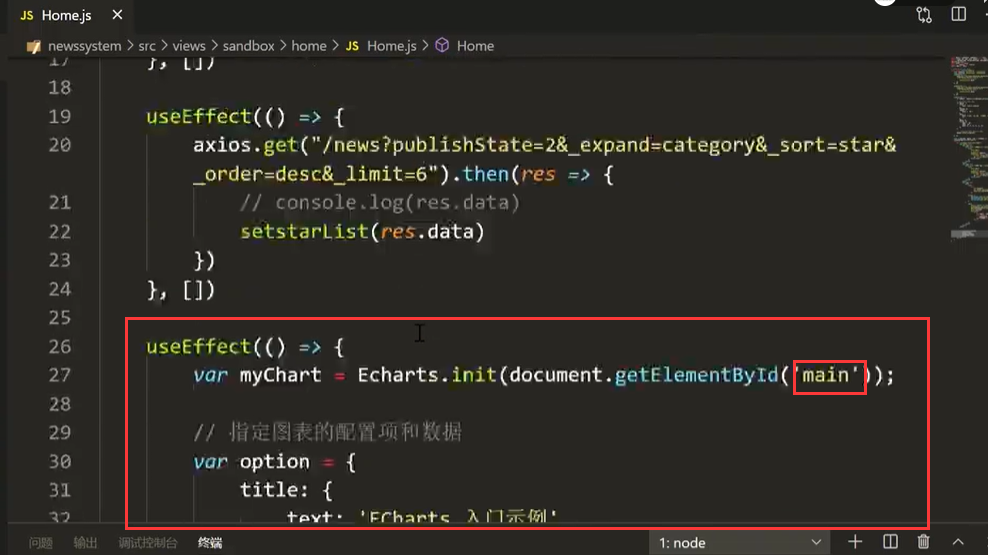 JS Home.js ×
newssystem > src > views > sandbox > home > JS Home.js > Home
17 }, [])
18
19 useEffect(() => {
20 axios.get("/news?publishState=2&_expand=category&_sort=star&
_order=desc&_limit=6").then(res => {
21 // console.log(res.data)
22 setstarList(res.data)
23 })
24 }, [])
25
26 useEffect(() => {
27 var myChart = Echarts.init(document.getElementById('main'));
28
29 // 指定图表的配置项和数据
30 var option = {
31 title: {
32 text: 'ECharts 入门示例'
问题 输出 调试控制台 终端 1: node